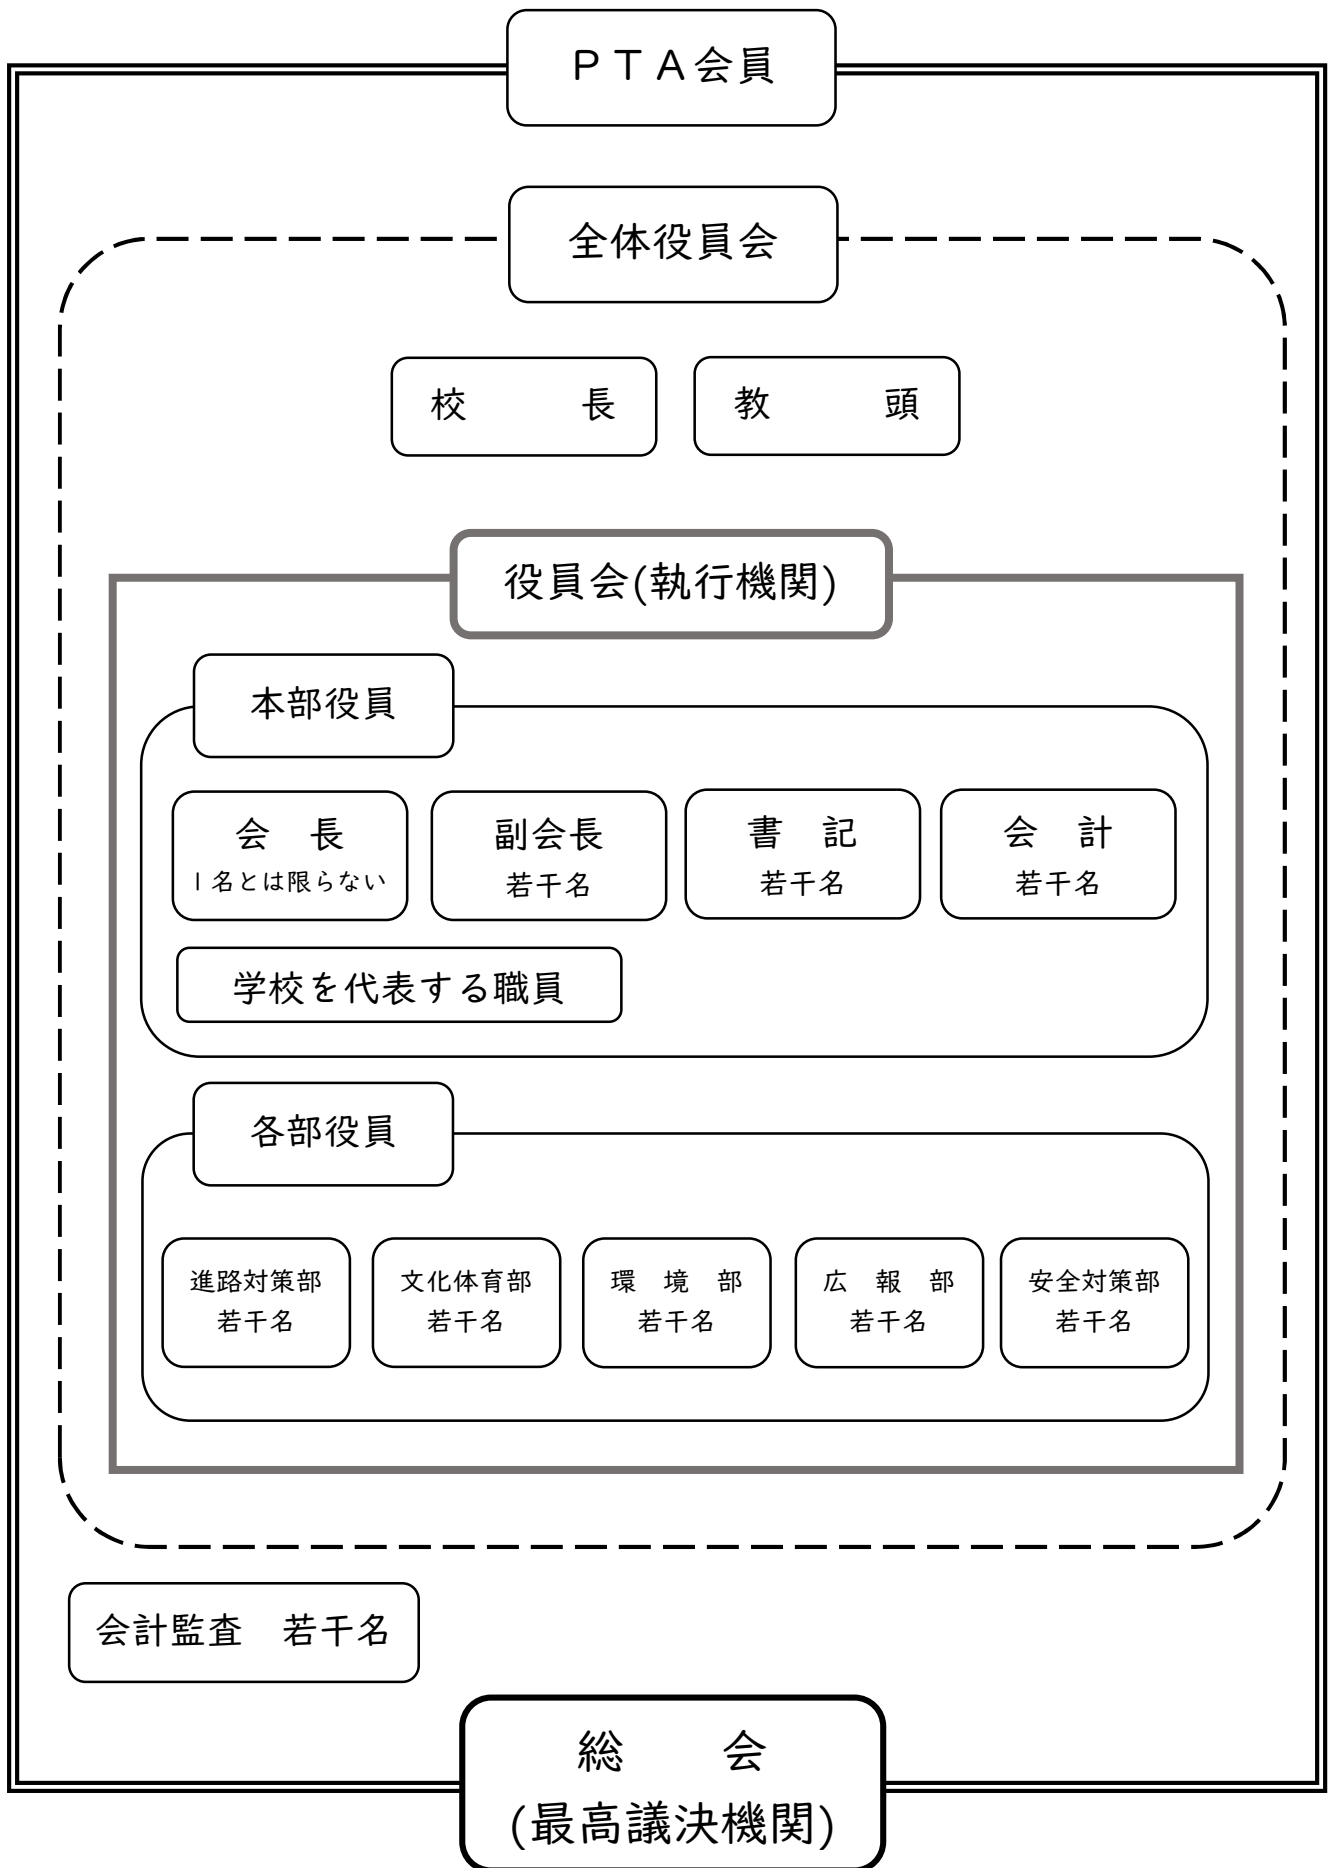 ＰＴＡ会員
全体役員会
校　　　長
教　　　頭
役員会(執行機関)
本部役員
会　長
１名とは限らない
副会長
若干名
書　記
若干名
会　計
若干名
学校を代表する職員
各部役員
進路対策部
若干名
文化体育部
若干名
環　境　部
若干名
広　報　部
若干名
安全対策部
若干名
会計監査　若干名
総　　会
(最高議決機関)